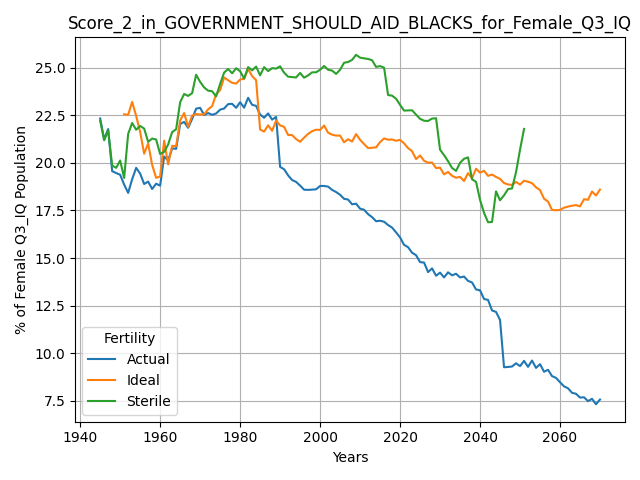 Score_2_in_GOVERNMENT_SHOULD_AID_BLACKS_for_Female_Q3_IQ
% of Female Q3_IQ Population
25.0
22.5
20.0
17.5
15.0
12.5
10.0
7.5
Fertility
Actual
Ideal
Sterile
1940
1960
1980
2000
2020
2040
2060
Years